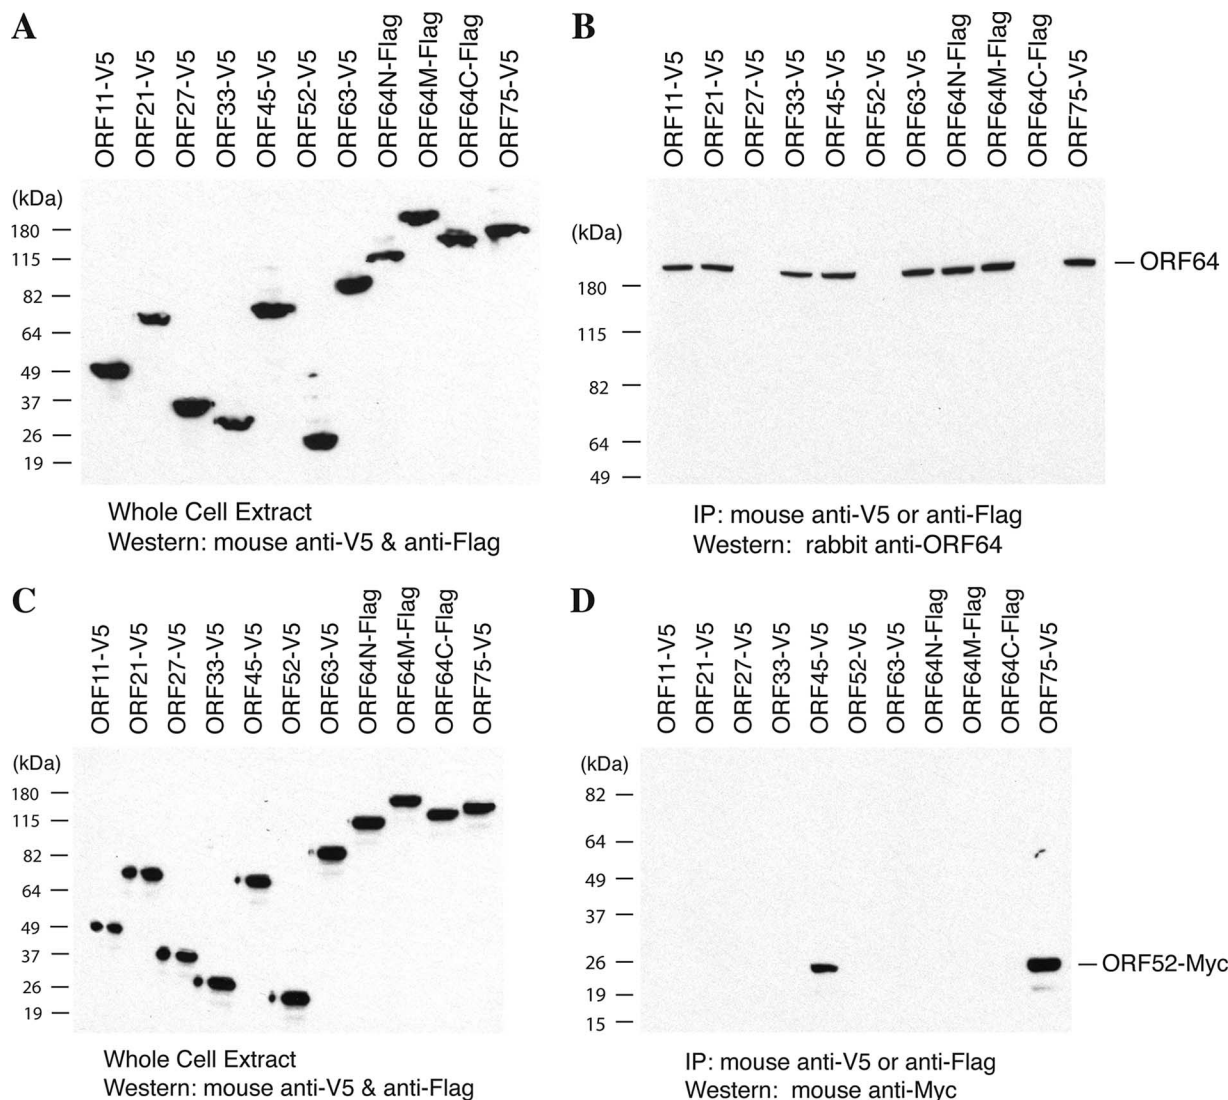 A
ORF11-V5
ORF21-V5
ORF27-V5
ORF33-V5
ORF45-V5
ORF52-V5
ORF63-V5
ORF64N-Flag
ORF64M-Flag
ORF64C-Flag
ORF75-V5
(kDa)
180
115
82
64
49
37
26
19
Whole Cell Extract
Western: mouse anti-V5 & anti-Flag
B
ORF11-V5
ORF21-V5
ORF27-V5
ORF33-V5
ORF45-V5
ORF52-V5
ORF63-V5
ORF64N-Flag
ORF64M-Flag
ORF64C-Flag
ORF75-V5
(kDa)
ORF64
180
115
82
64
49
IP: mouse anti-V5 or anti-Flag
Western: rabbit anti-ORF64
C
ORF11-V5
ORF21-V5
ORF27-V5
ORF33-V5
ORF45-V5
ORF52-V5
ORF63-V5
ORF64N-Flag
ORF64M-Flag
ORF64C-Flag
ORF75-V5
(kDa)
180
115
82
64
49
37
26
19
Whole Cell Extract
Western: mouse anti-V5 & anti-Flag
D
ORF11-V5
ORF21-V5
ORF27-V5
ORF33-V5
ORF45-V5
ORF52-V5
ORF63-V5
ORF64N-Flag
ORF64M-Flag
ORF64C-Flag
ORF75-V5
(kDa)
82
64
49
37
26
ORF52-Myc
19
15
IP: mouse anti-V5 or anti-Flag
Western: mouse anti-Myc